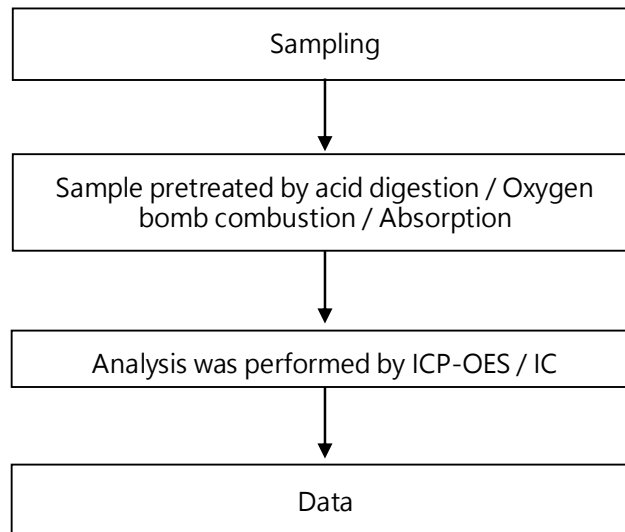 Sampling
Sample pretreated by acid digestion / Oxygen
bomb combustion / Absorption
Analysis was performed by ICP-OES / IC
Data